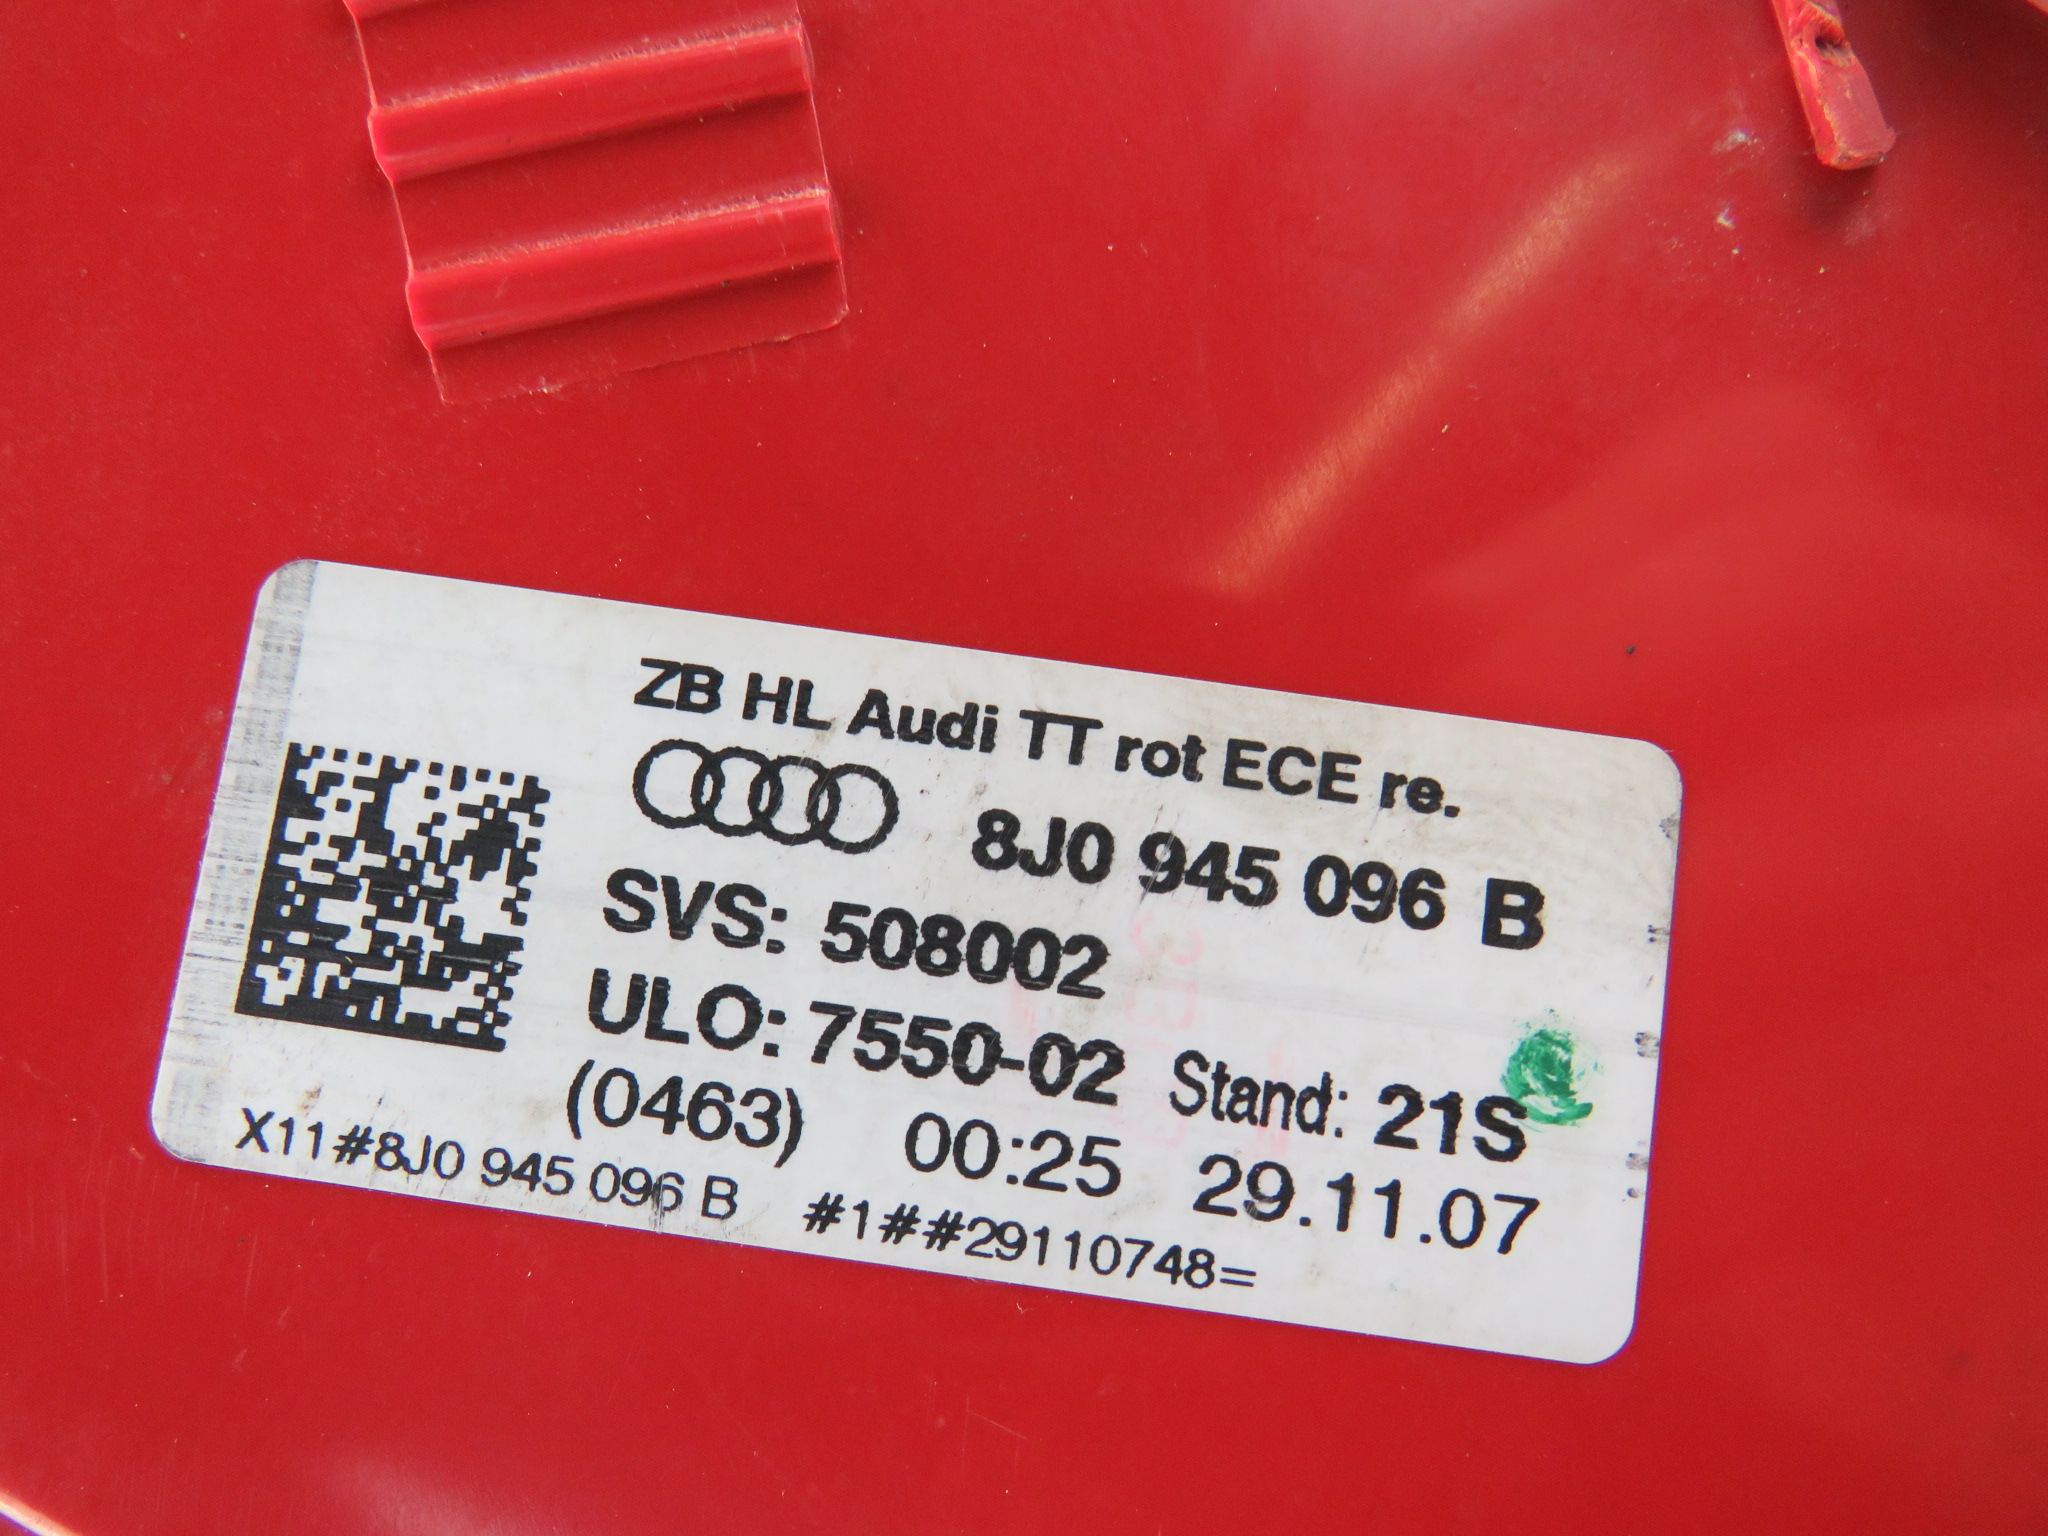 ZB HL Audi TT rot ECE re.
8J0 945 096 B
SVS: 508002
ULO: 7550-02 Stand: 21S
(0463) 00:25 29.11.07
X11#8J0 945 096 B #1##29110748=